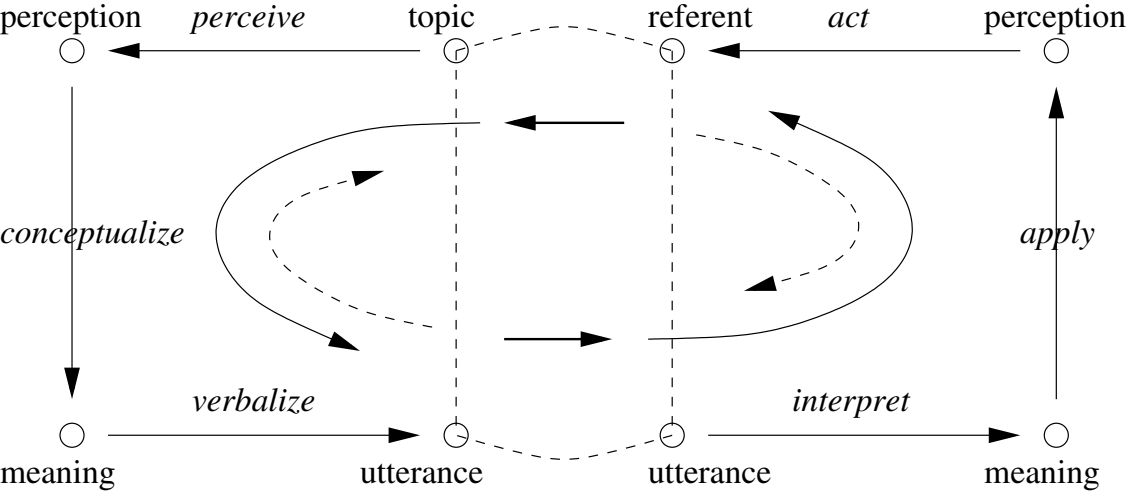 perception perceive topic referent act perception
conceptualize apply
verbalize interpret
meaning utterance utterance meaning